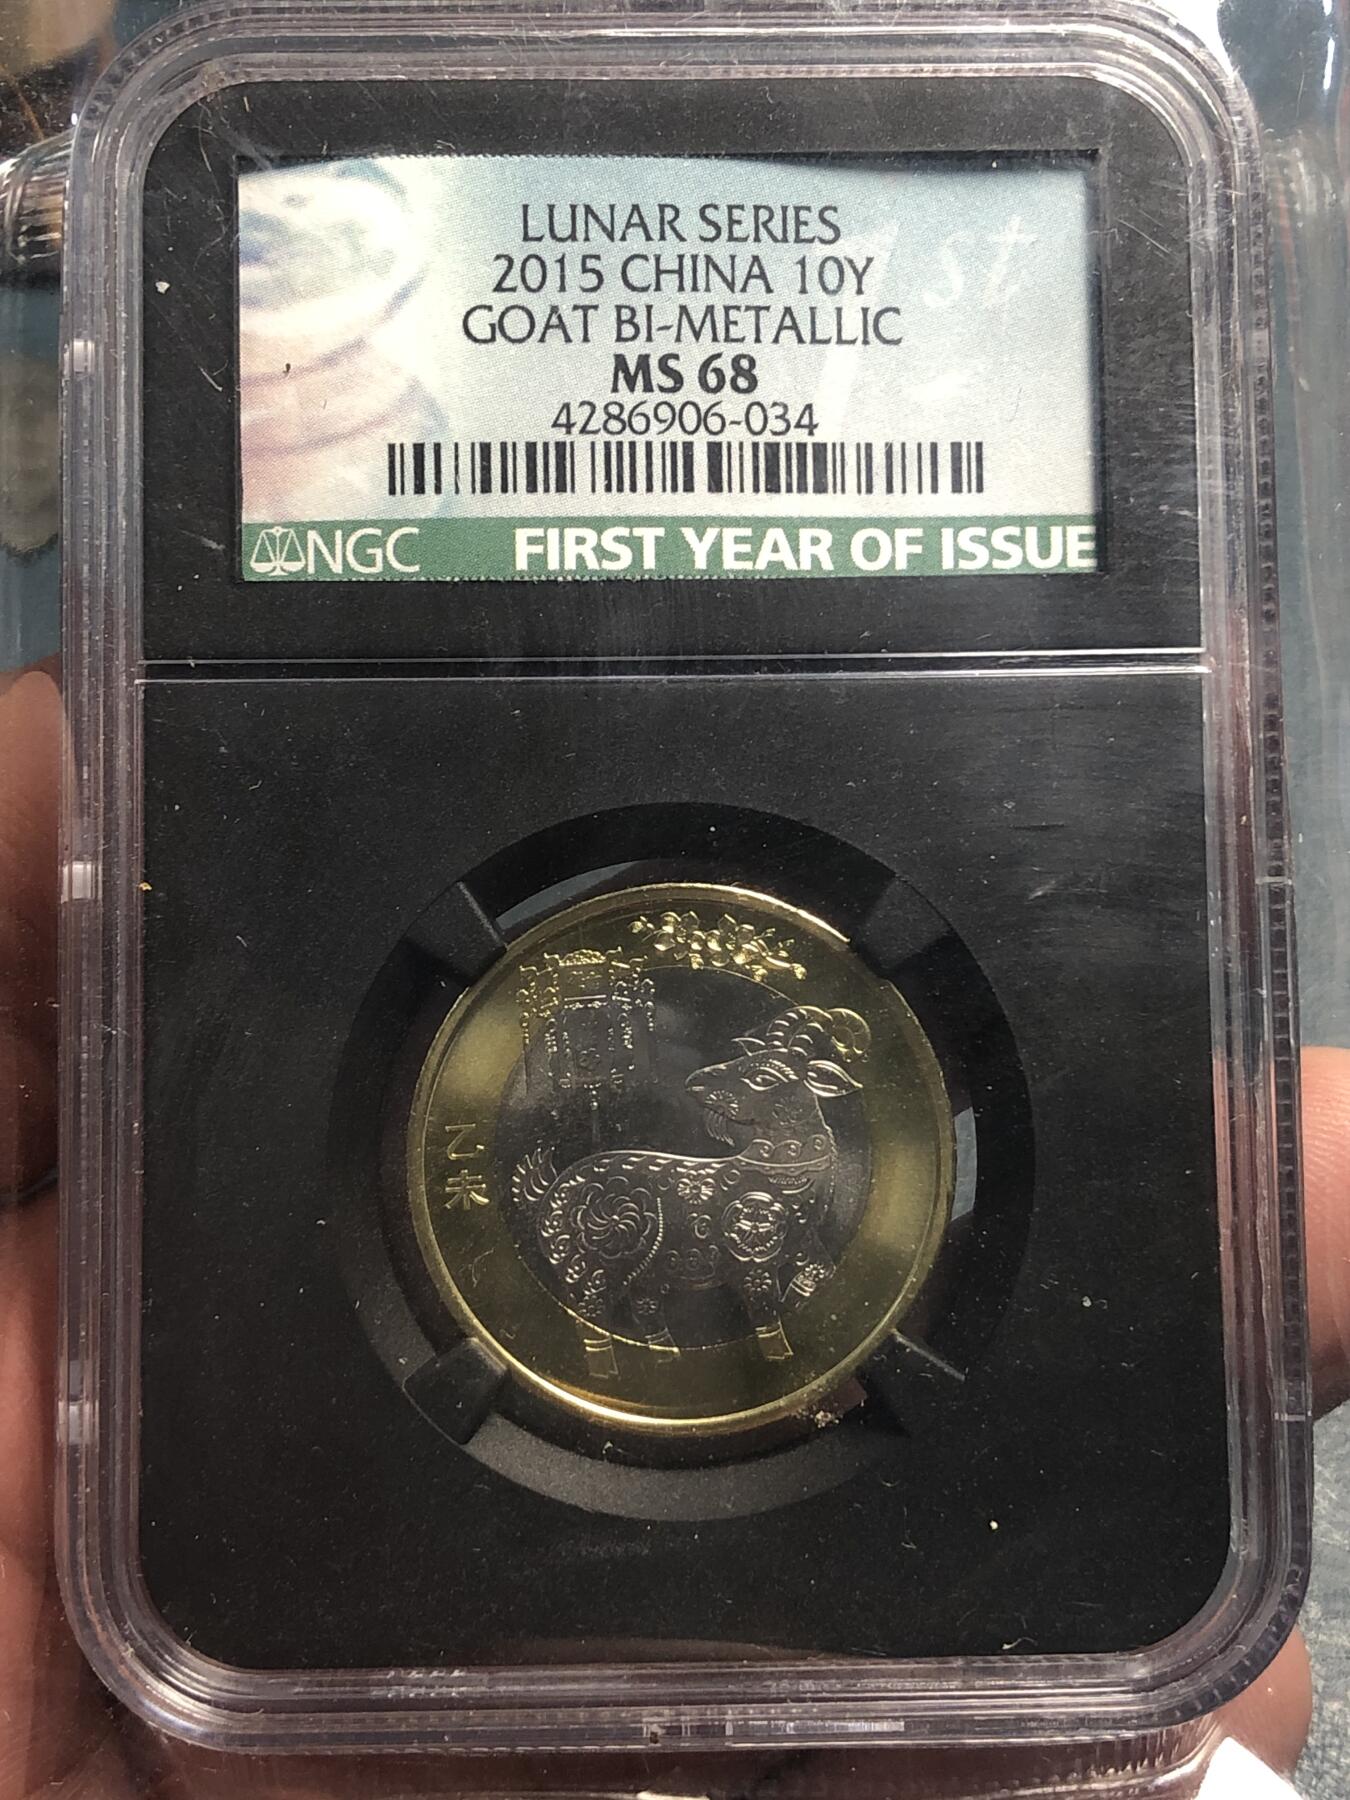 1st
LUNAR SERIES
2015 CHINA 10Y
GOAT BI-METALLIC
MS 68
4286906-034
NGC FIRST YEAR OF ISSUE
乙未